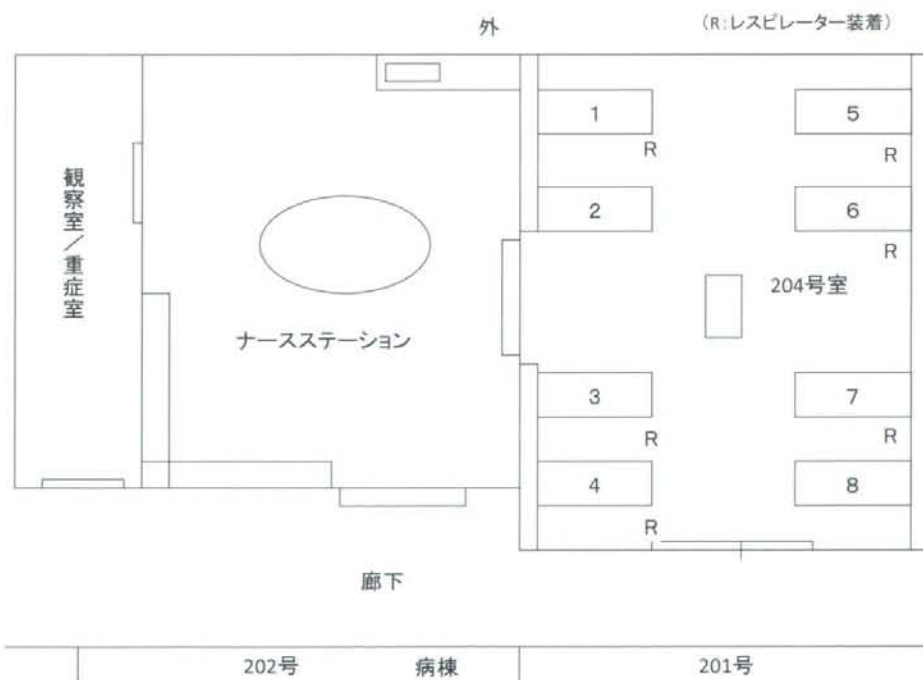 外
(R:レスピレーター装着)
観察室/重症室
ナースステーション
1
R
2
3
R
4
R
5
R
6
R
204号室
7
R
8
廊下
202号
病棟
201号